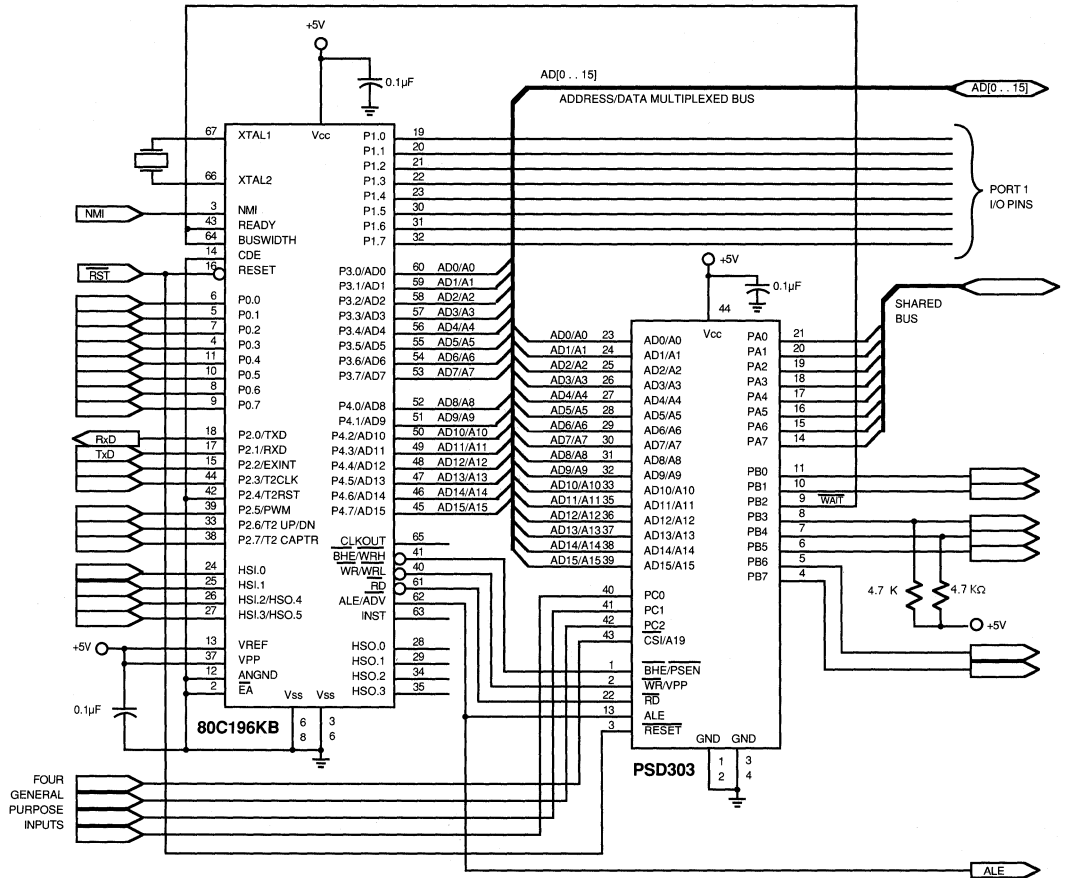 +5V
0.1µF
AD[0 . . 15]
ADDRESS/DATA MULTIPLEXED BUS
AD[0 . . 15]
67 XTAL1
Vcc
66 XTAL2
NMI 3 NMI
43 READY
64 BUSWIDTH
14 CDE
RST 16 RESET
6 P0.0
5 P0.1
7 P0.2
4 P0.3
11 P0.4
10 P0.5
8 P0.6
9 P0.7
RxD 18 P2.0/TXD
TxD 17 P2.1/RXD
15 P2.2/EXINT
44 P2.3/T2CLK
42 P2.4/T2RST
39 P2.5/PWM
33 P2.6/T2 UP/DN
38 P2.7/T2 CAPTR
24 HSI.0
25 HSI.1
26 HSI.2/HSO.4
27 HSI.3/HSO.5
+5V
13 VREF
37 VPP
12 ANGND
2 EA
0.1µF
Vss Vss
6 3
8 6
80C196KB
P1.0 19
P1.1 20
P1.2 21
P1.3 22
P1.4 23
P1.5 30
P1.6 31
P1.7 32
PORT 1
I/O PINS
P3.0/AD0 60 AD0/A0
P3.1/AD1 59 AD1/A1
P3.2/AD2 58 AD2/A2
P3.3/AD3 57 AD3/A3
P3.4/AD4 56 AD4/A4
P3.5/AD5 55 AD5/A5
P3.6/AD6 54 AD6/A6
P3.7/AD7 53 AD7/A7
P4.0/AD8 52 AD8/A8
P4.1/AD9 51 AD9/A9
P4.2/AD10 50 AD10/A10
P4.3/AD11 49 AD11/A11
P4.4/AD12 48 AD12/A12
P4.5/AD13 47 AD13/A13
P4.6/AD14 46 AD14/A14
P4.7/AD15 45 AD15/A15
CLKOUT 65
BHE/WRH 41
WR/WRL 40
RD 61
ALE/ADV 62
INST 63
HSO.0 28
HSO.1 29
HSO.2 34
HSO.3 35
+5V
0.1µF
44
Vcc
SHARED
BUS
AD0/A0 23 AD0/A0
AD1/A1 24 AD1/A1
AD2/A2 25 AD2/A2
AD3/A3 26 AD3/A3
AD4/A4 27 AD4/A4
AD5/A5 28 AD5/A5
AD6/A6 29 AD6/A6
AD7/A7 30 AD7/A7
AD8/A8 31 AD8/A8
AD9/A9 32 AD9/A9
AD10/A10 33 AD10/A10
AD11/A11 35 AD11/A11
AD12/A12 36 AD12/A12
AD13/A13 37 AD13/A13
AD14/A14 38 AD14/A14
AD15/A15 39 AD15/A15
40 PC0
41 PC1
42 PC2
43 CSI/A19
1 BHE/PSEN
2 WR/VPP
22 RD
13 ALE
3 RESET
PA0 21
PA1 20
PA2 19
PA3 18
PA4 17
PA5 16
PA6 15
PA7 14
PB0 11
PB1 10
PB2 9 WAIT
PB3 8
PB4 7
PB5 6
PB6 5
PB7 4
4.7 K
4.7 KΩ
+5V
GND GND
1 3
2 4
PSD303
FOUR
GENERAL
PURPOSE
INPUTS
ALE